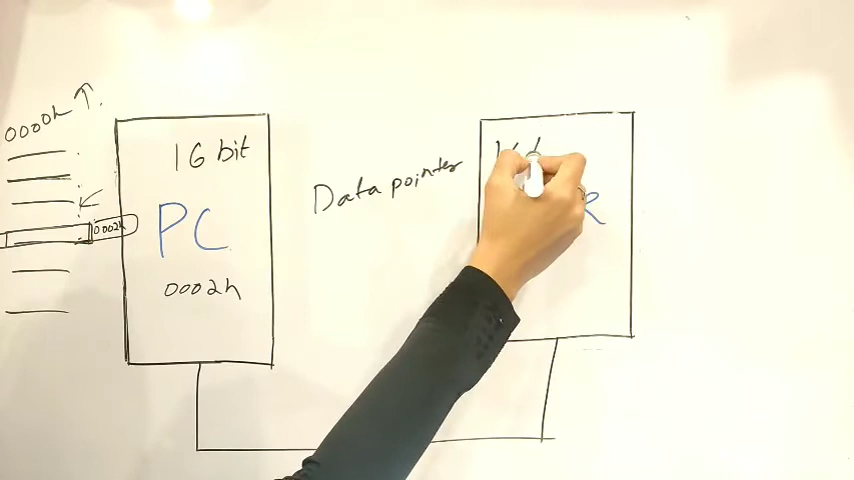 0000h
16 bit
PC
0002h
0002h
Data pointer
R